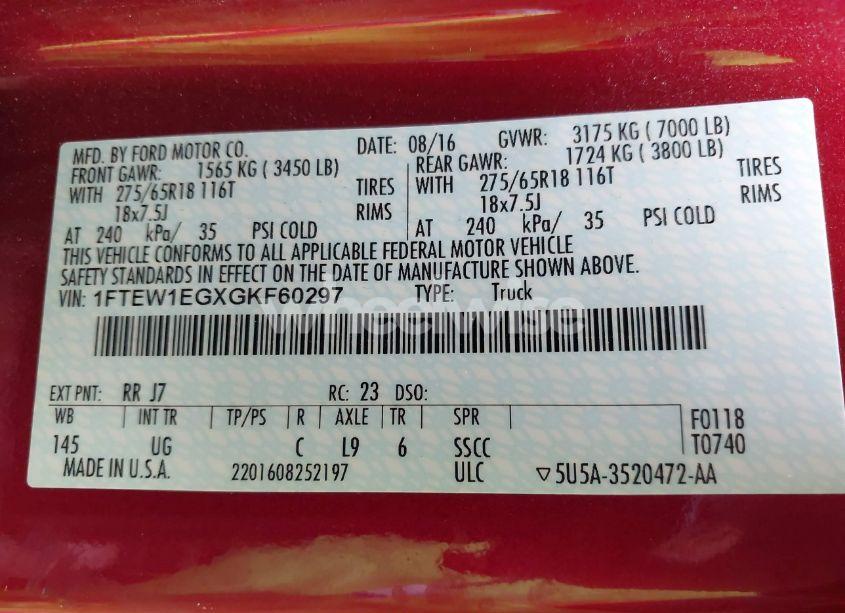 MFD. BY FORD MOTOR CO. DATE: 08/16 GVWR: 3175 KG ( 7000 LB)
FRONT GAWR: 1565 KG ( 3450 LB) REAR GAWR: 1724 KG ( 3800 LB)
WITH 275/65R18 116T TIRES WITH 275/65R18 116T TIRES
18x7.5J RIMS 18x7.5J RIMS
AT 240 kPa/ 35 PSI COLD AT 240 kPa/ 35 PSI COLD
THIS VEHICLE CONFORMS TO ALL APPLICABLE FEDERAL MOTOR VEHICLE
SAFETY STANDARDS IN EFFECT ON THE DATE OF MANUFACTURE SHOWN ABOVE.
VIN: 1FTEW1EGXGKF60297 TYPE: Truck
wheelwise
EXT PNT: RR J7 RC: 23 DSO:
WB INT TR TP/PS R AXLE TR SPR F0118
145 UG C L9 6 SSCC T0740
MADE IN U.S.A. 2201608252197 ULC ▽5U5A-3520472-AA